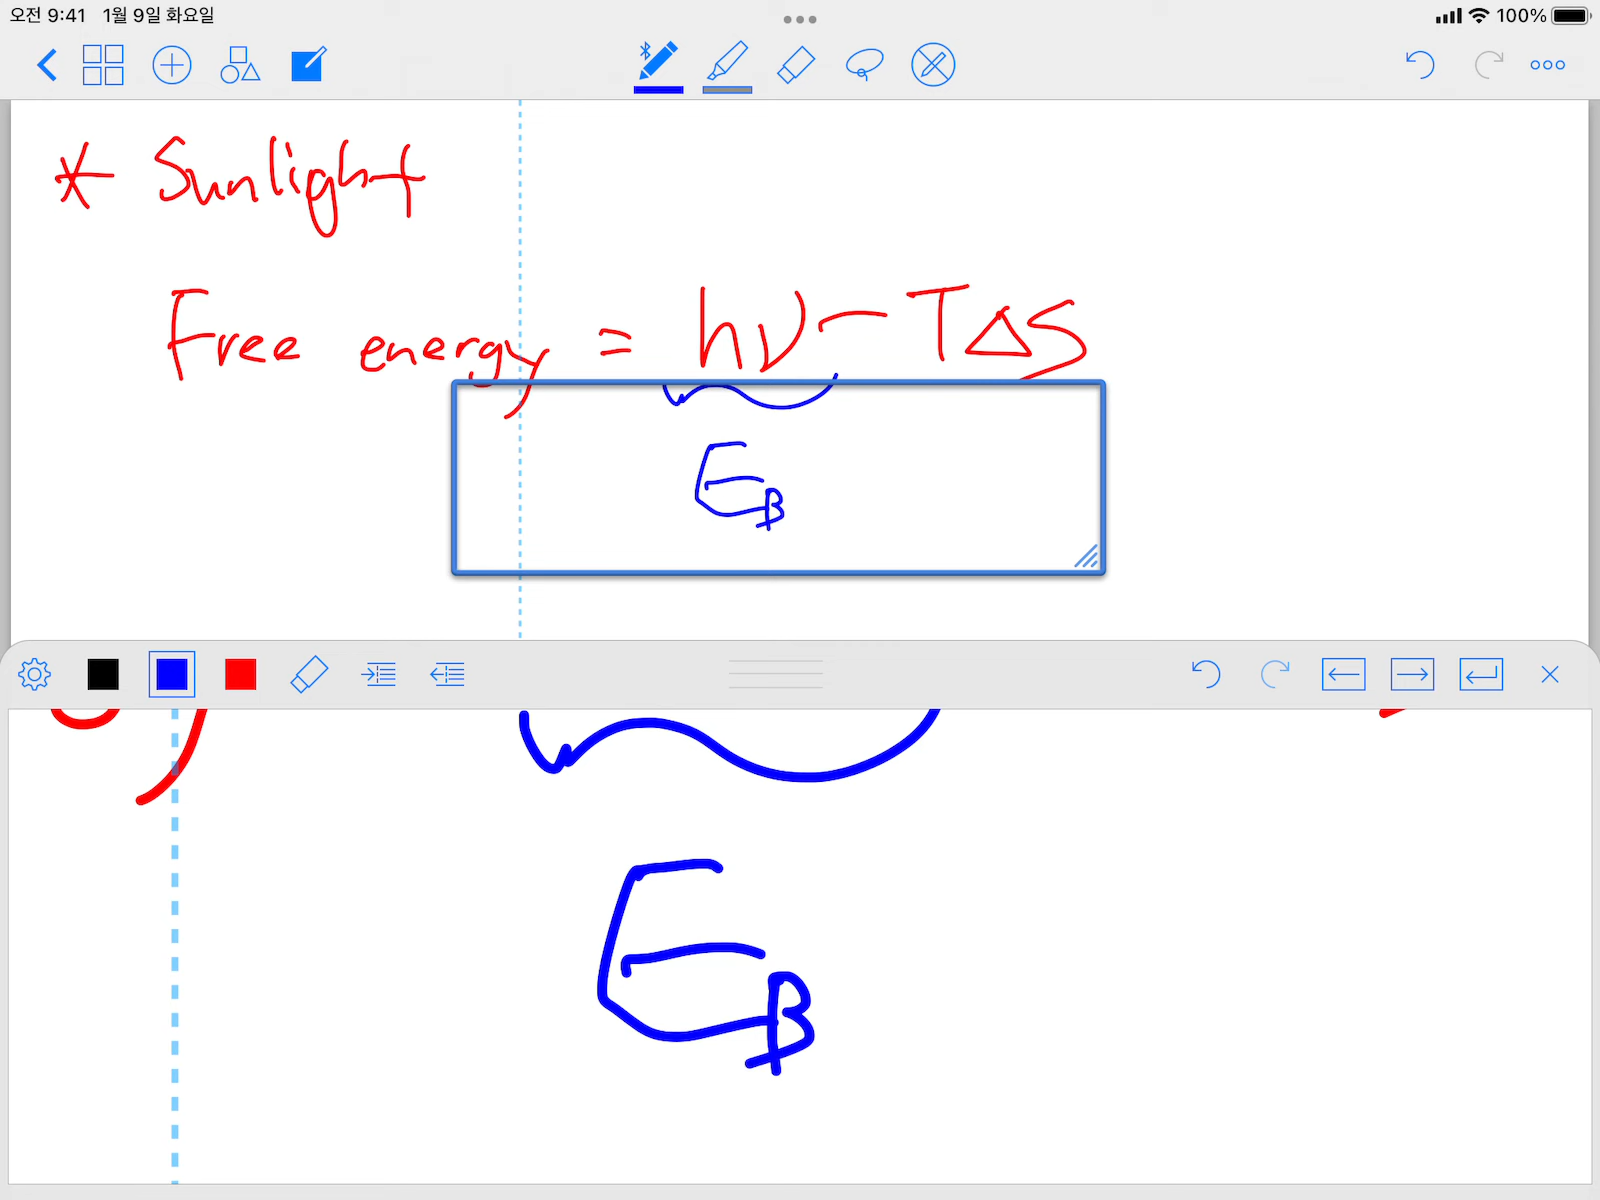 오전 9:41 1월 9일 화요일 100%
* Sunlight
Free energy = hν - TΔS
E_B
E_B